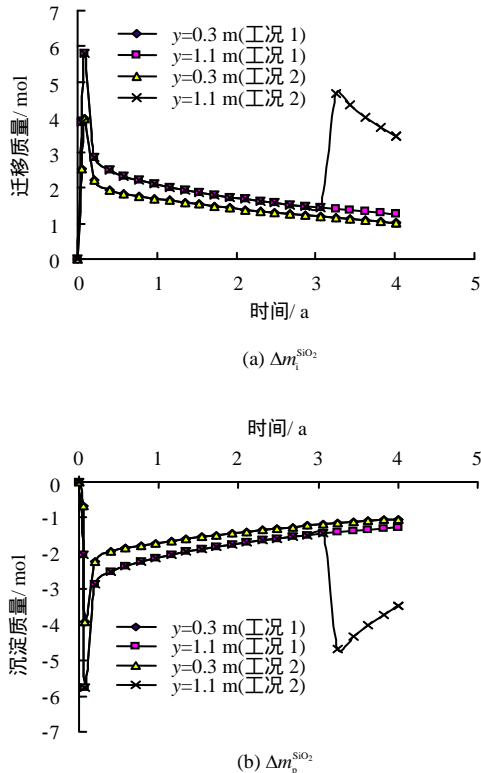 7
6
5
4
3
2
1
0
迁移质量/ mol
y=0.3 m(工况 1)
y=1.1 m(工况 1)
y=0.3 m(工况 2)
y=1.1 m(工况 2)
0 1 2 3 4 5
时间/ a
(a) Δm_i^{SiO₂}
时间/ a
0 1 2 3 4 5
0
-1
-2
-3
-4
-5
-6
-7
沉淀质量/ mol
y=0.3 m(工况 1)
y=1.1 m(工况 1)
y=0.3 m(工况 2)
y=1.1 m(工况 2)
(b) Δm_p^{SiO₂}